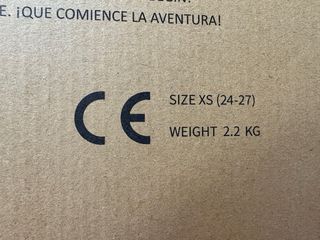 E. ¡QUE COMIENCE LA AVENTURA!
CE SIZE XS (24-27)
WEIGHT 2.2 KG